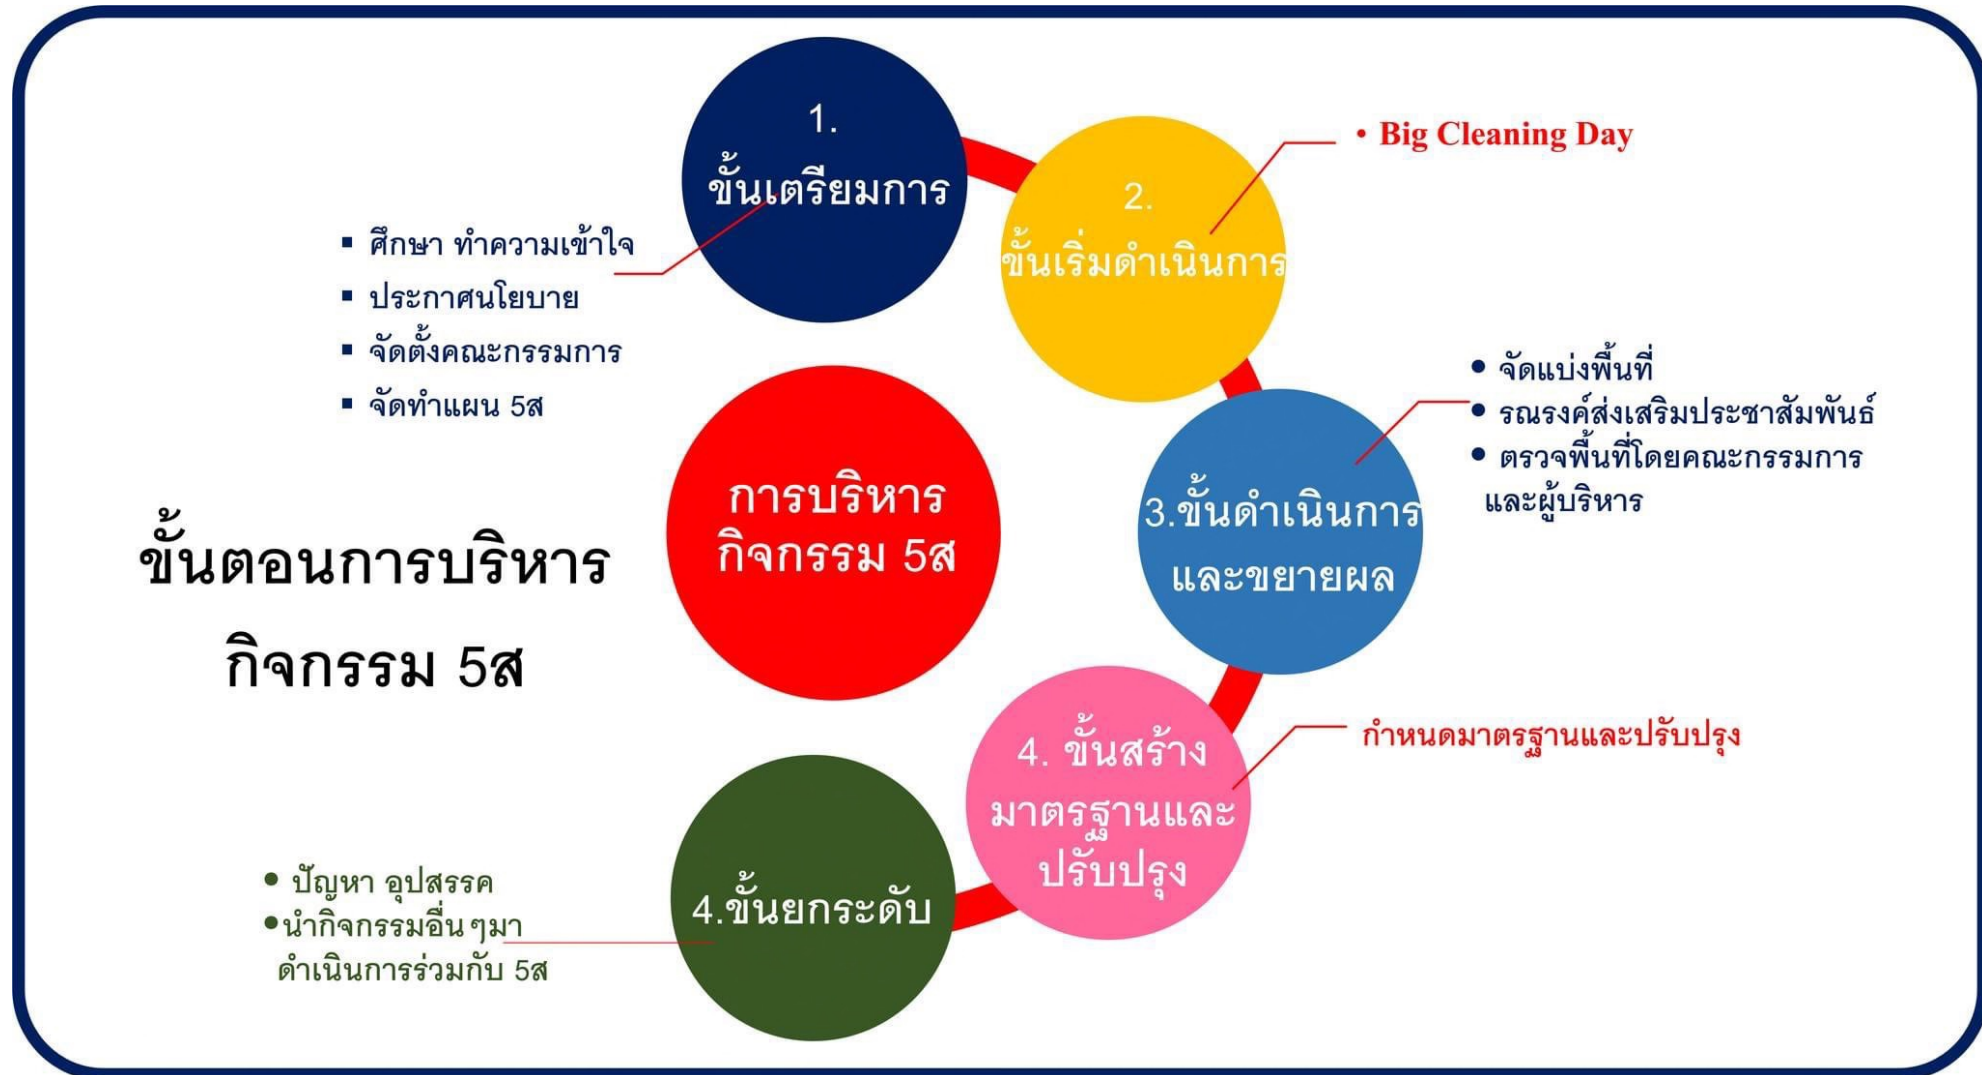 1.
ขั้นเตรียมการ
▪ ศึกษา ทำความเข้าใจ
▪ ประกาศนโยบาย
▪ จัดตั้งคณะกรรมการ
▪ จัดทำแผน 5ส
2.
ขั้นเริ่มดำเนินการ
• Big Cleaning Day
3.ขั้นดำเนินการ
และขยายผล
• จัดแบ่งพื้นที่
• รณรงค์ส่งเสริมประชาสัมพันธ์
• ตรวจพื้นที่โดยคณะกรรมการ
และผู้บริหาร
การบริหาร
กิจกรรม 5ส
ขั้นตอนการบริหาร
กิจกรรม 5ส
4. ขั้นสร้าง
มาตรฐานและ
ปรับปรุง
กำหนดมาตรฐานและปรับปรุง
4.ขั้นยกระดับ
• ปัญหา อุปสรรค
•นำกิจกรรมอื่นๆมา
ดำเนินการร่วมกับ 5ส